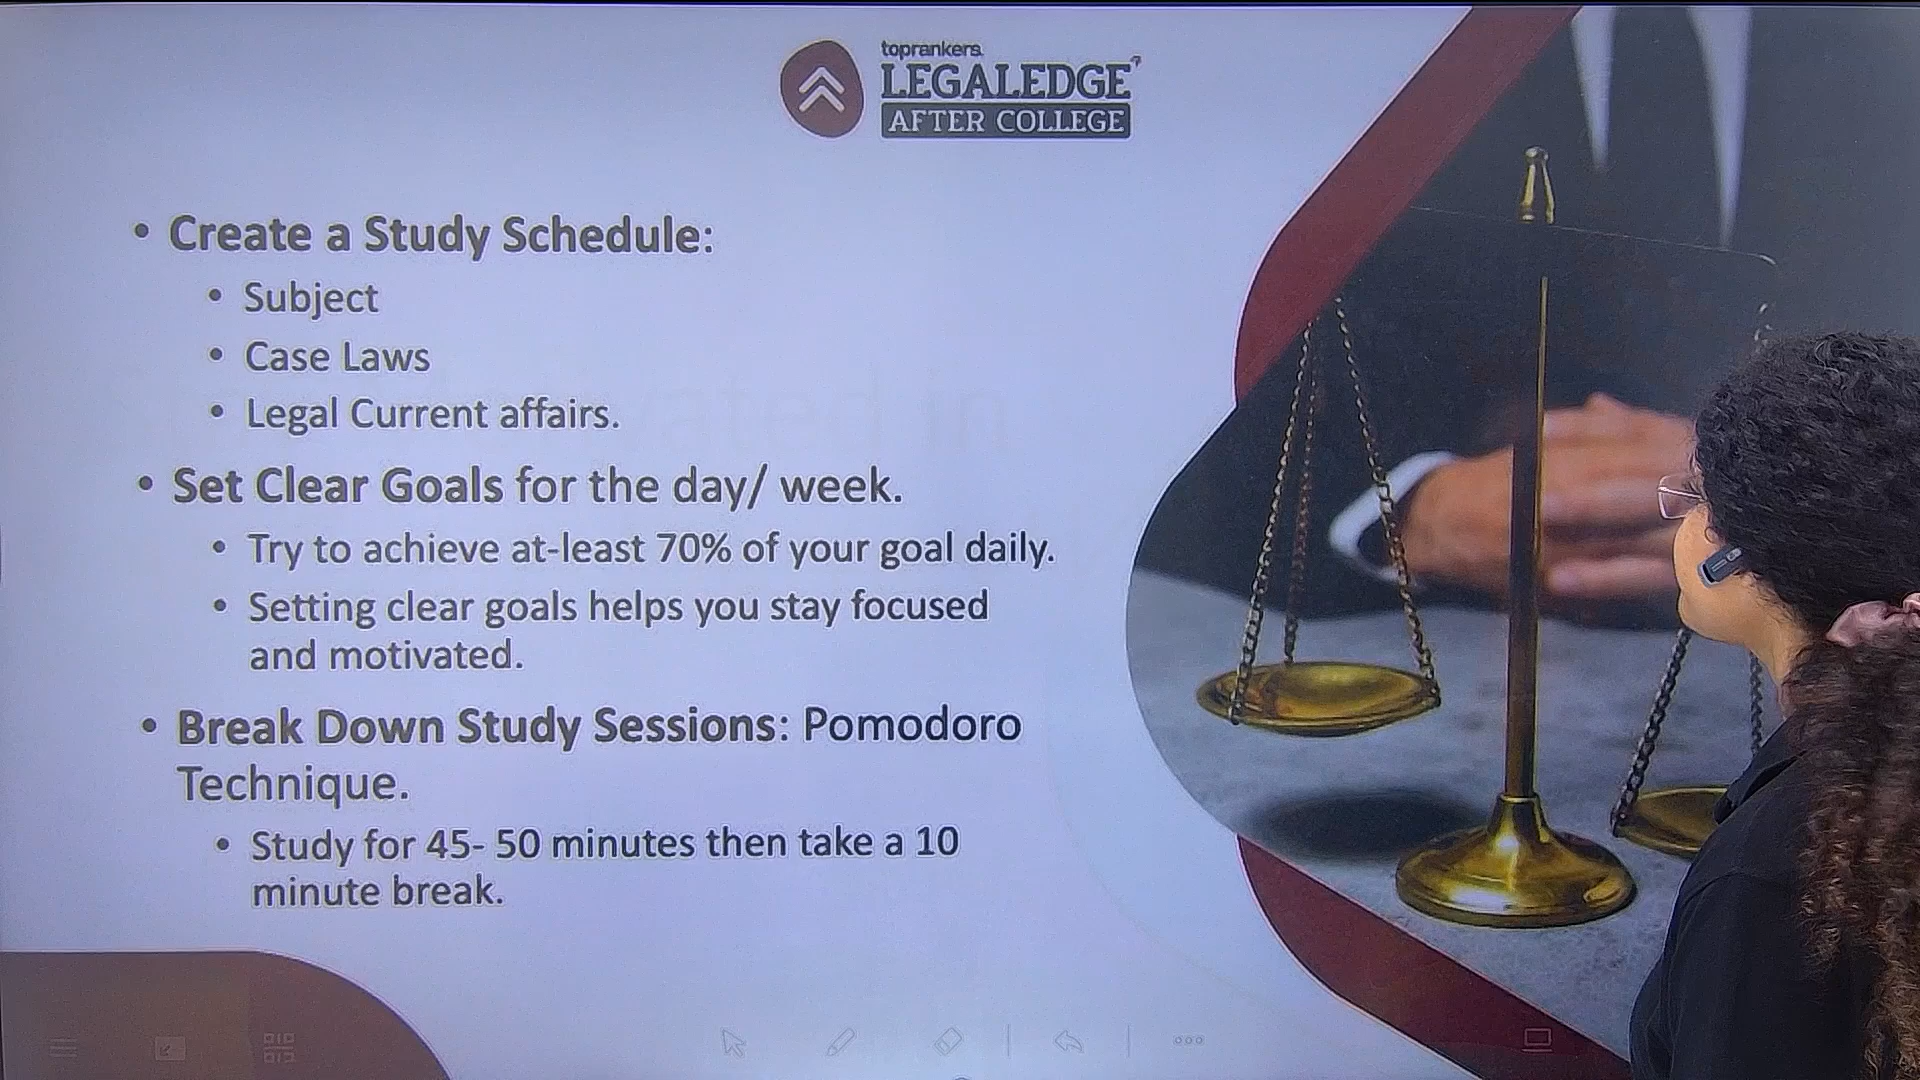 toprankers
LEGALEDGE
AFTER COLLEGE
• Create a Study Schedule:
• Subject
• Case Laws
• Legal Current affairs.
• Set Clear Goals for the day/ week.
• Try to achieve at-least 70% of your goal daily.
• Setting clear goals helps you stay focused
and motivated.
• Break Down Study Sessions: Pomodoro
Technique.
• Study for 45- 50 minutes then take a 10
minute break.